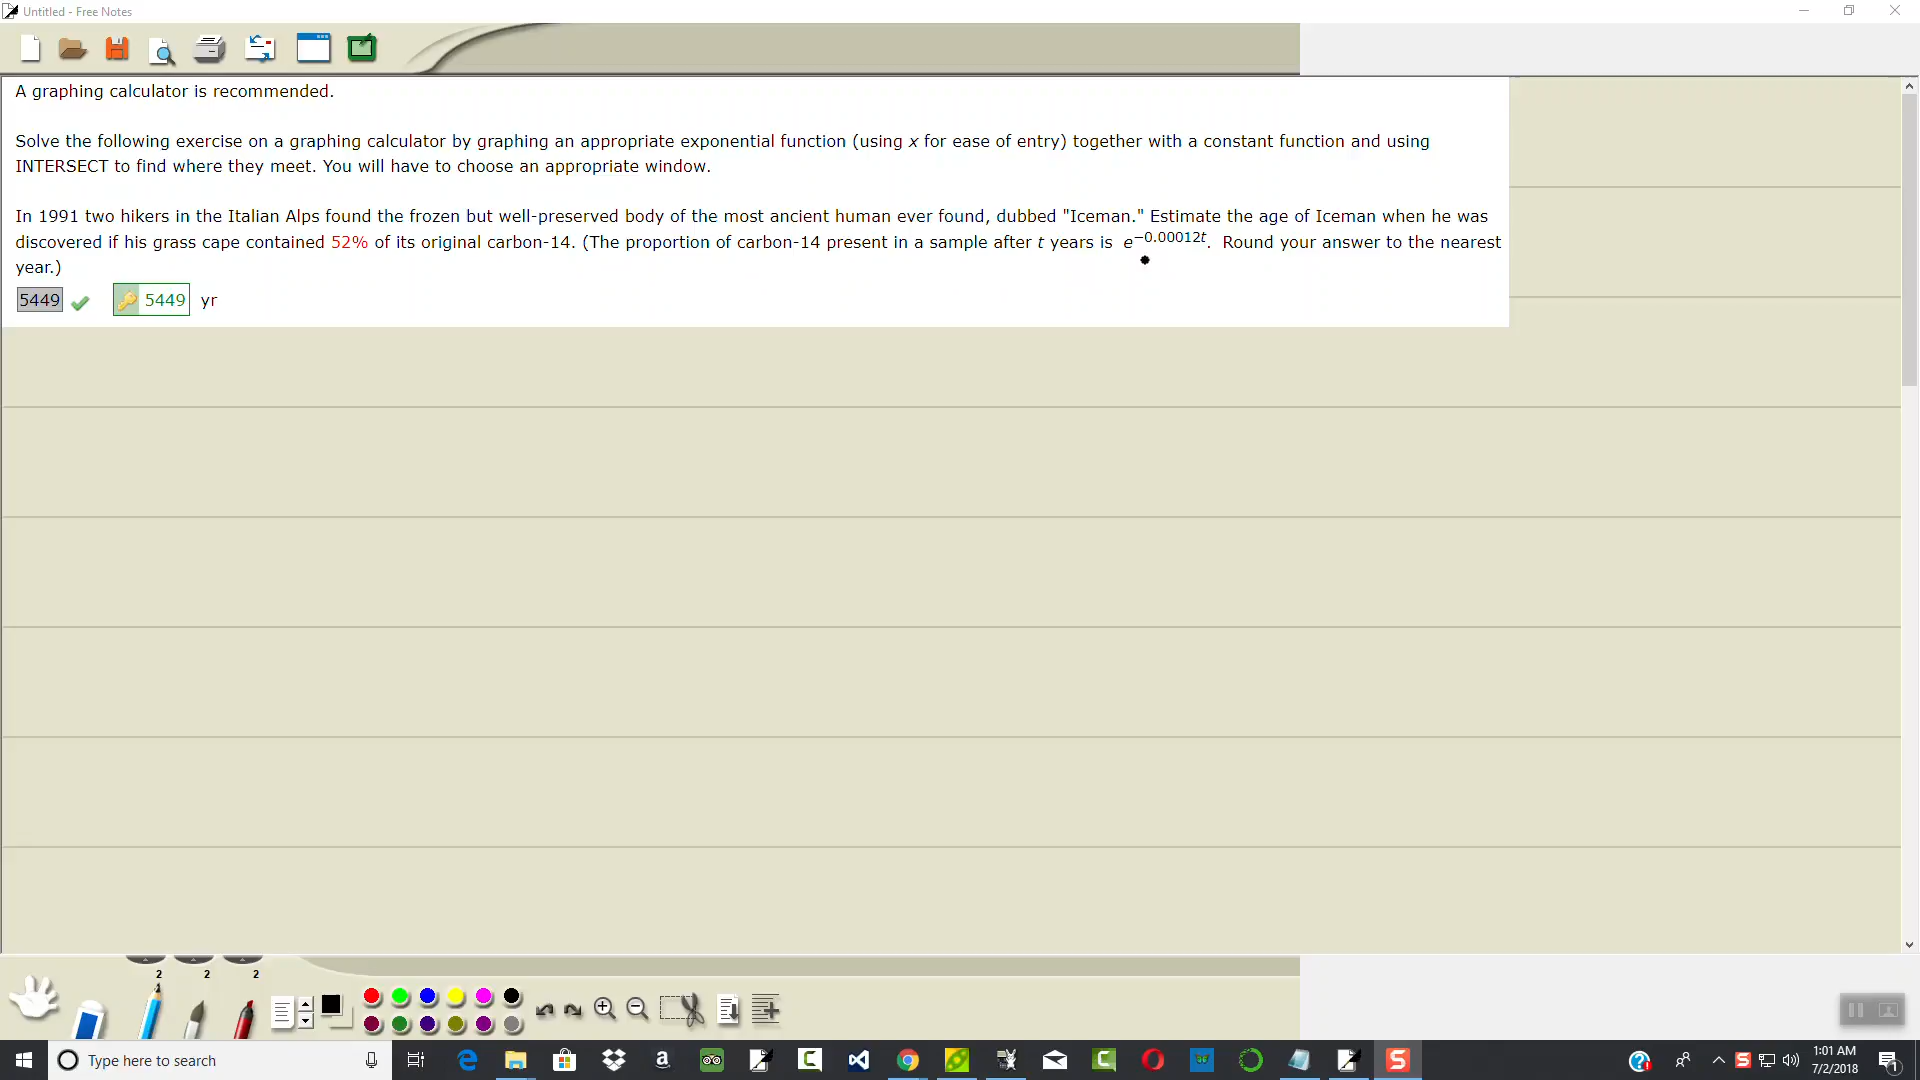 Untitled - Free Notes
A graphing calculator is recommended.
Solve the following exercise on a graphing calculator by graphing an appropriate exponential function (using x for ease of entry) together with a constant function and using
INTERSECT to find where they meet. You will have to choose an appropriate window.
In 1991 two hikers in the Italian Alps found the frozen but well-preserved body of the most ancient human ever found, dubbed "Iceman." Estimate the age of Iceman when he was
discovered if his grass cape contained 52% of its original carbon-14. (The proportion of carbon-14 present in a sample after t years is e^−0.00012t. Round your answer to the nearest
year.)
5449 5449 yr
2 2 2
Type here to search
1:01 AM
7/2/2018
1